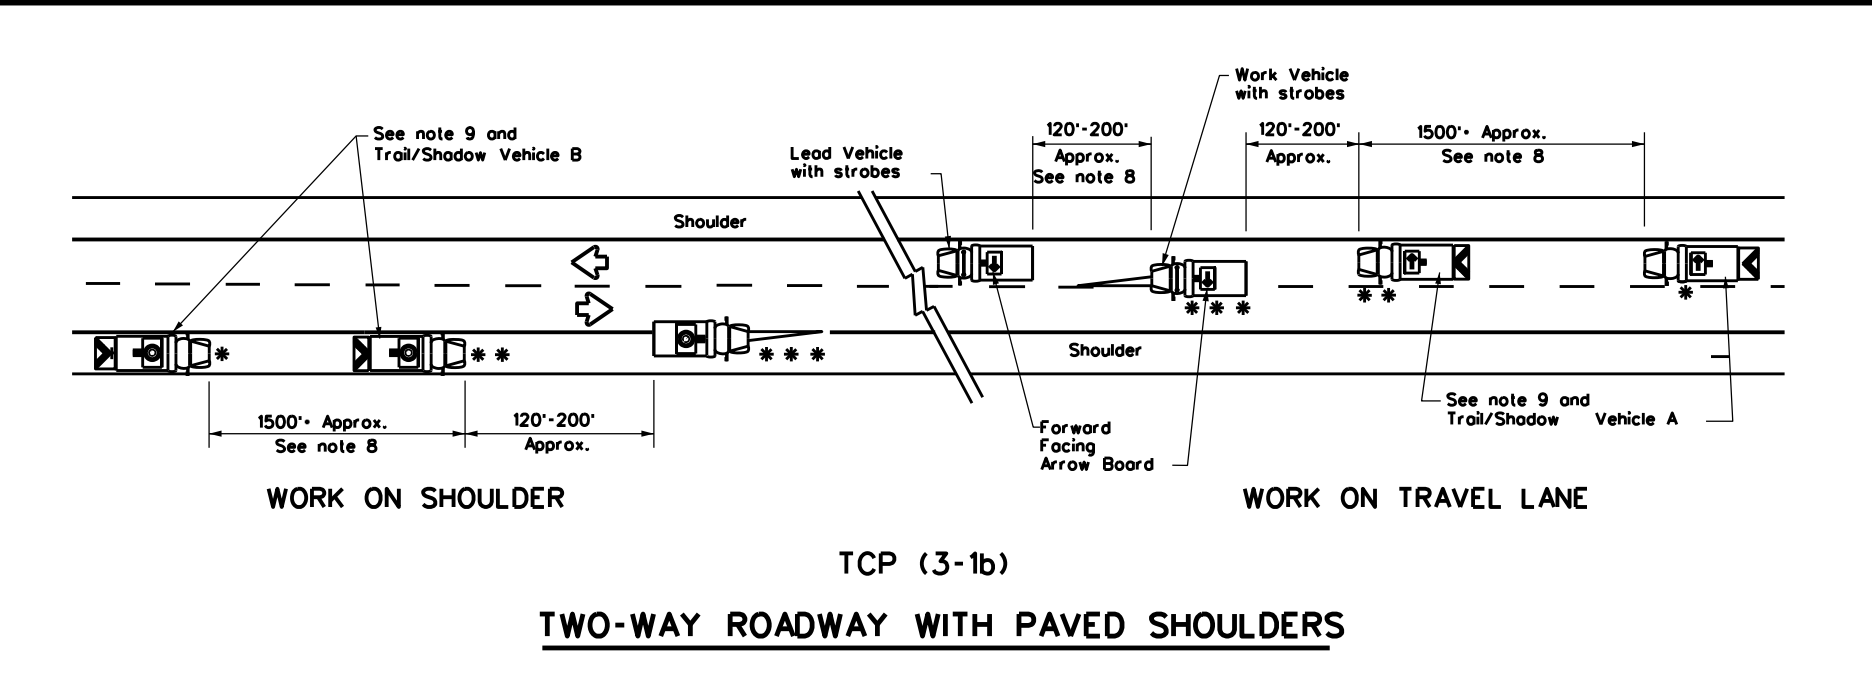 Work Vehicle
with strobes
See note 9 and
Trail/Shadow Vehicle B
120'-200'
Approx.
See note 8
120'-200'
Approx.
1500'• Approx.
See note 8
Lead Vehicle
with strobes
Shoulder
* * *
* *
*
Shoulder
*
* *
* * *
1500'• Approx.
See note 8
120'-200'
Approx.
Forward
Facing
Arrow Board
See note 9 and
Trail/Shadow Vehicle A
WORK ON SHOULDER
WORK ON TRAVEL LANE
TCP (3-1b)
TWO-WAY ROADWAY WITH PAVED SHOULDERS